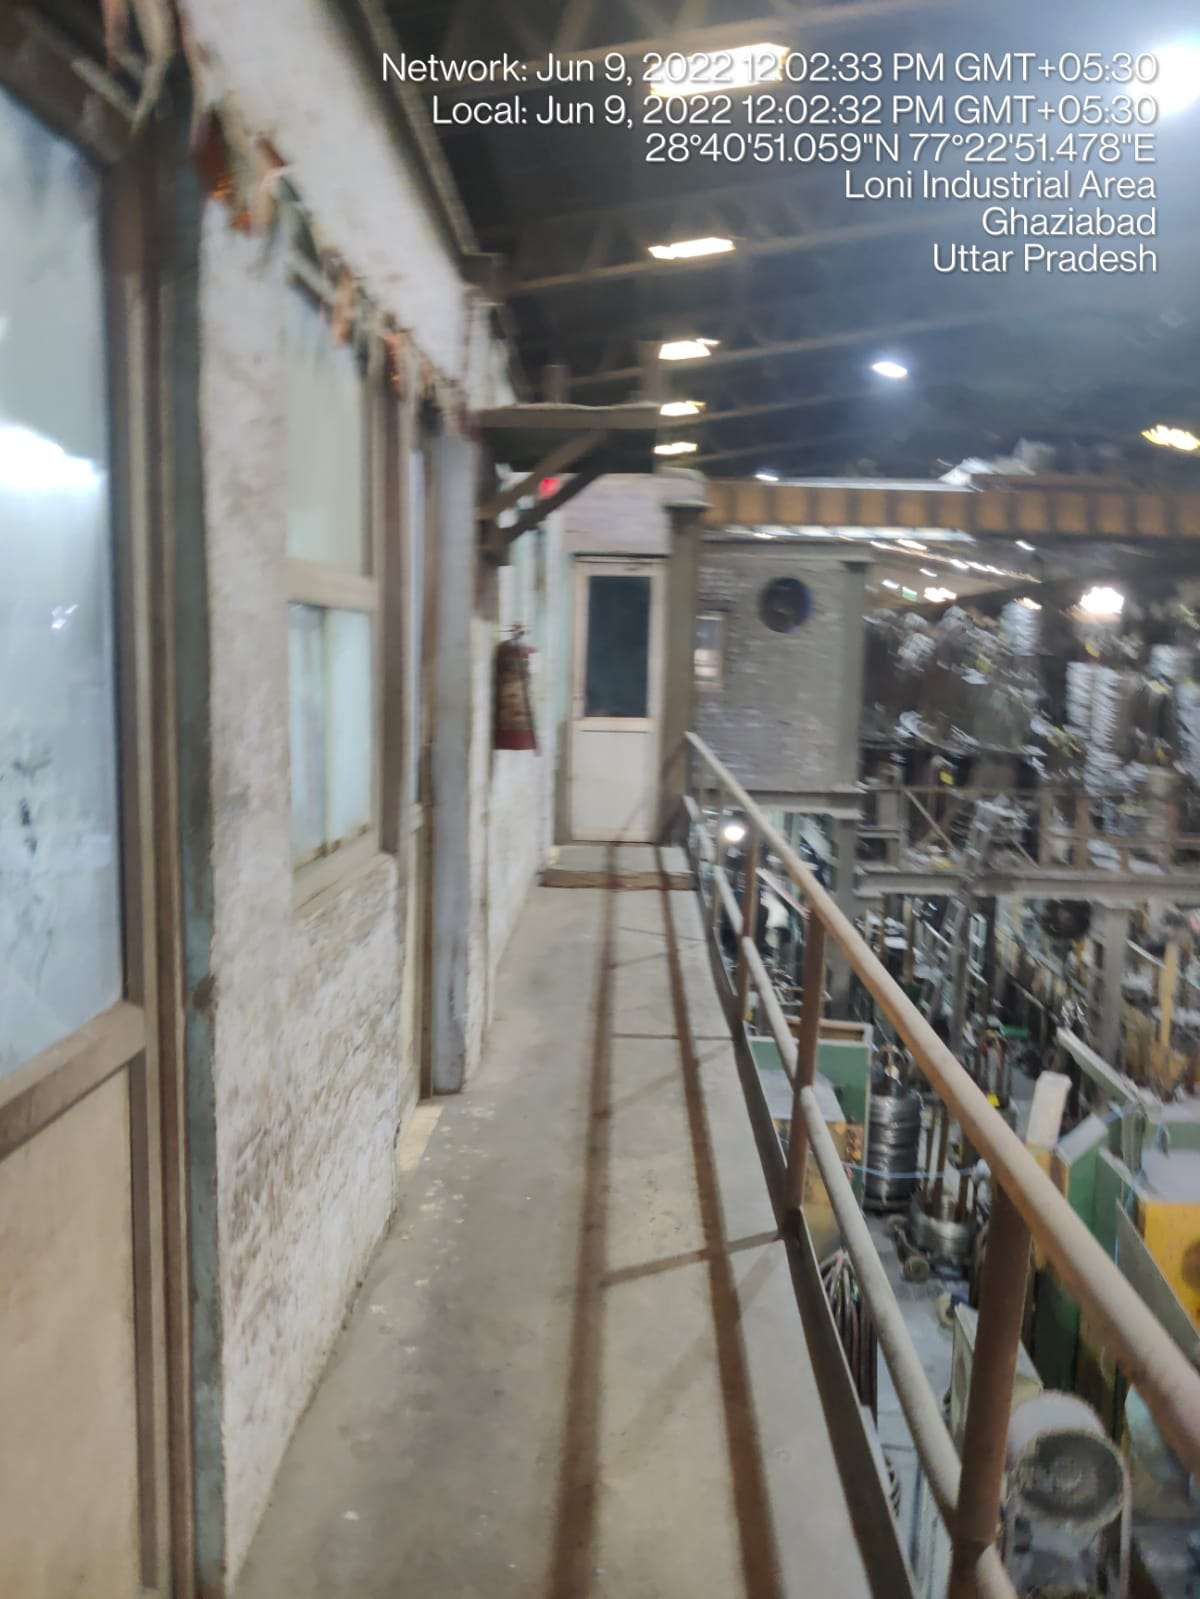 Network: Jun 9, 2022 12:02:33 PM GMT+05:30
Local: Jun 9, 2022 12:02:32 PM GMT+05:30
28°40'51.059"N 77°22'51.478"E
Loni Industrial Area
Ghaziabad
Uttar Pradesh